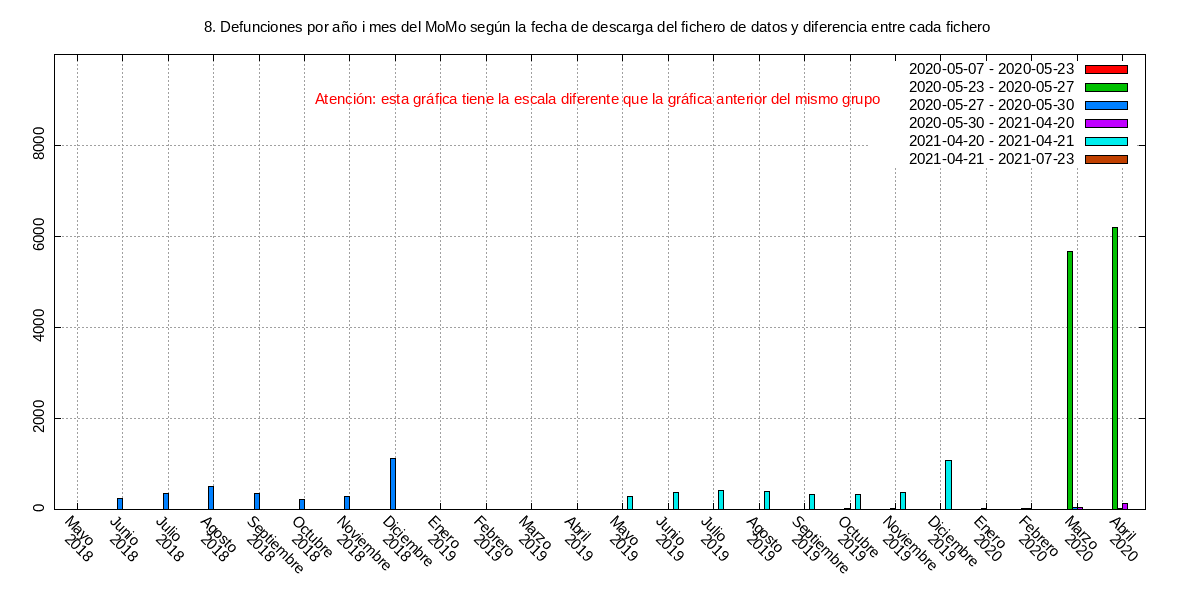 8. Defunciones por año i mes del MoMo según la fecha de descarga del fichero de datos y diferencia entre cada fichero
Atención: esta gráfica tiene la escala diferente que la gráfica anterior del mismo grupo
2020-05-07 - 2020-05-23
2020-05-23 - 2020-05-27
2020-05-27 - 2020-05-30
2020-05-30 - 2021-04-20
2021-04-20 - 2021-04-21
2021-04-21 - 2021-07-23
8000
6000
4000
2000
0
Mayo
2018
Junio
2018
Julio
2018
Agosto
2018
Septiembre
2018
Octubre
2018
Noviembre
2018
Diciembre
2018
Enero
2019
Febrero
2019
Marzo
2019
Abril
2019
Mayo
2019
Junio
2019
Julio
2019
Agosto
2019
Septiembre
2019
Octubre
2019
Noviembre
2019
Diciembre
2019
Enero
2020
Febrero
2020
Marzo
2020
Abril
2020